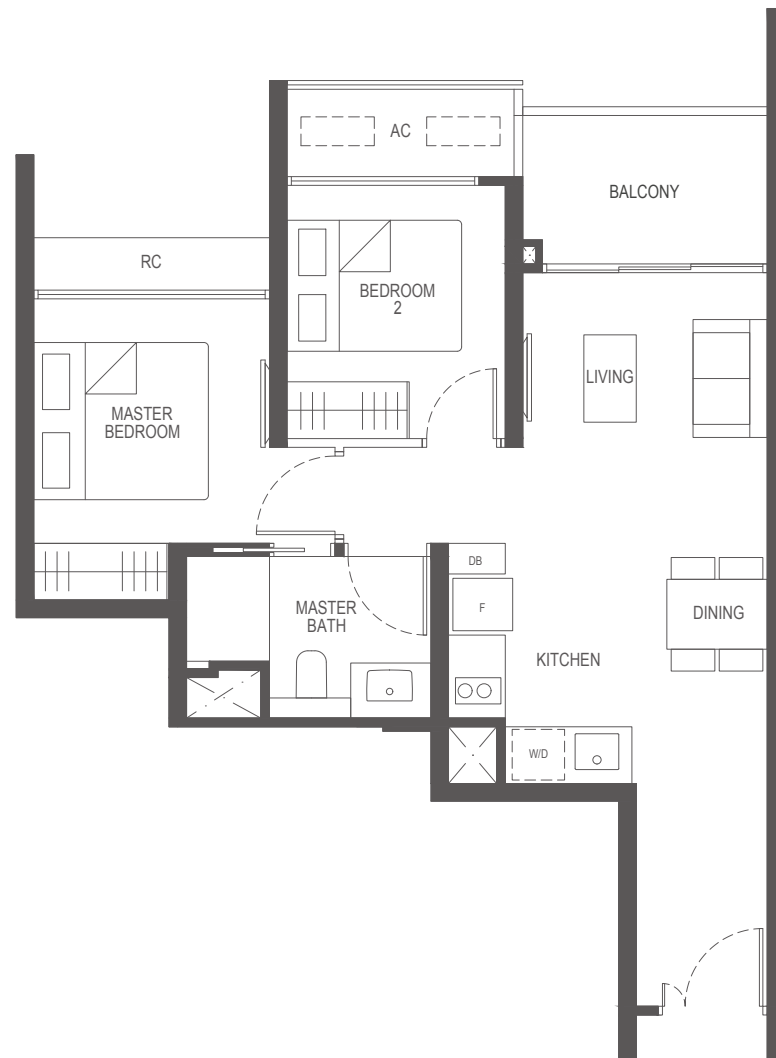 AC
BALCONY
RC
BEDROOM
2
LIVING
MASTER
BEDROOM
DB
F
MASTER
BATH
DINING
KITCHEN
W/D